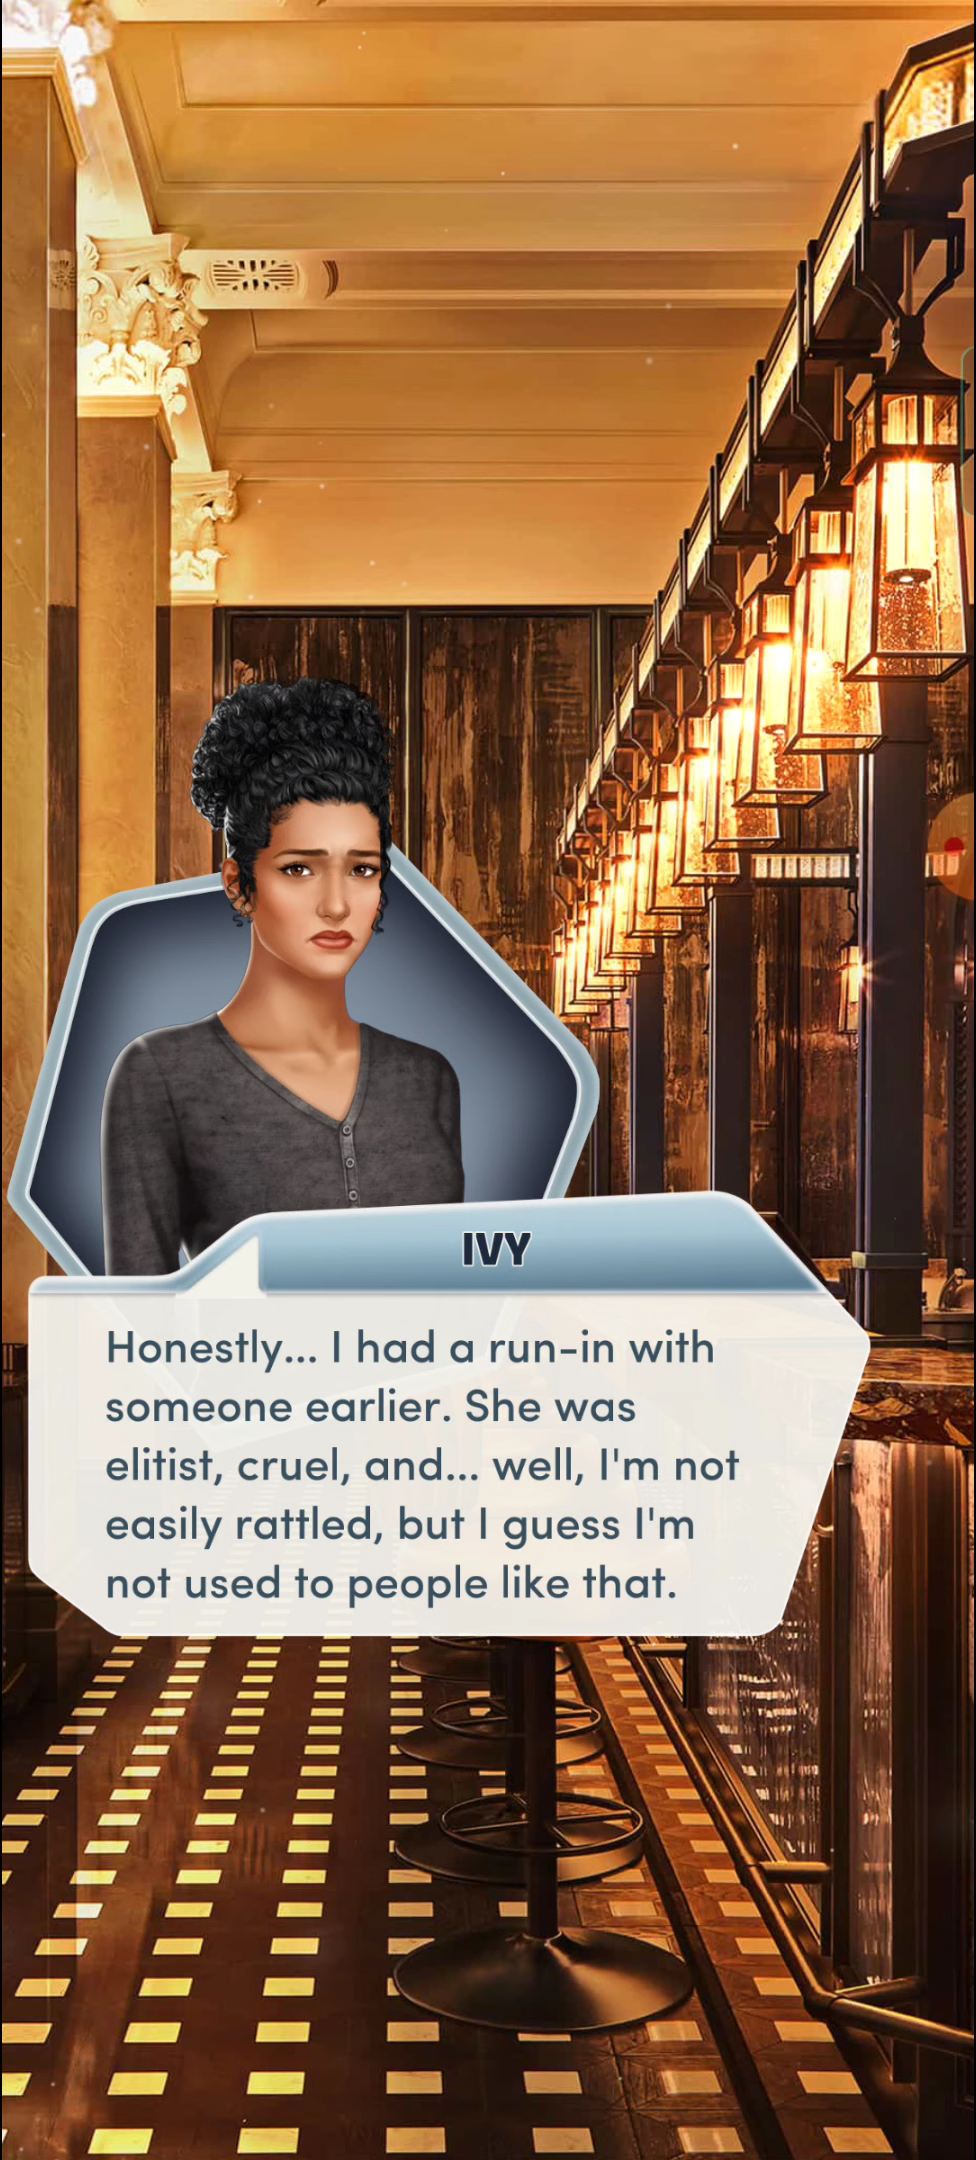 IVY
Honestly... I had a run-in with
someone earlier. She was
elitist, cruel, and... well, I'm not
easily rattled, but I guess I'm
not used to people like that.